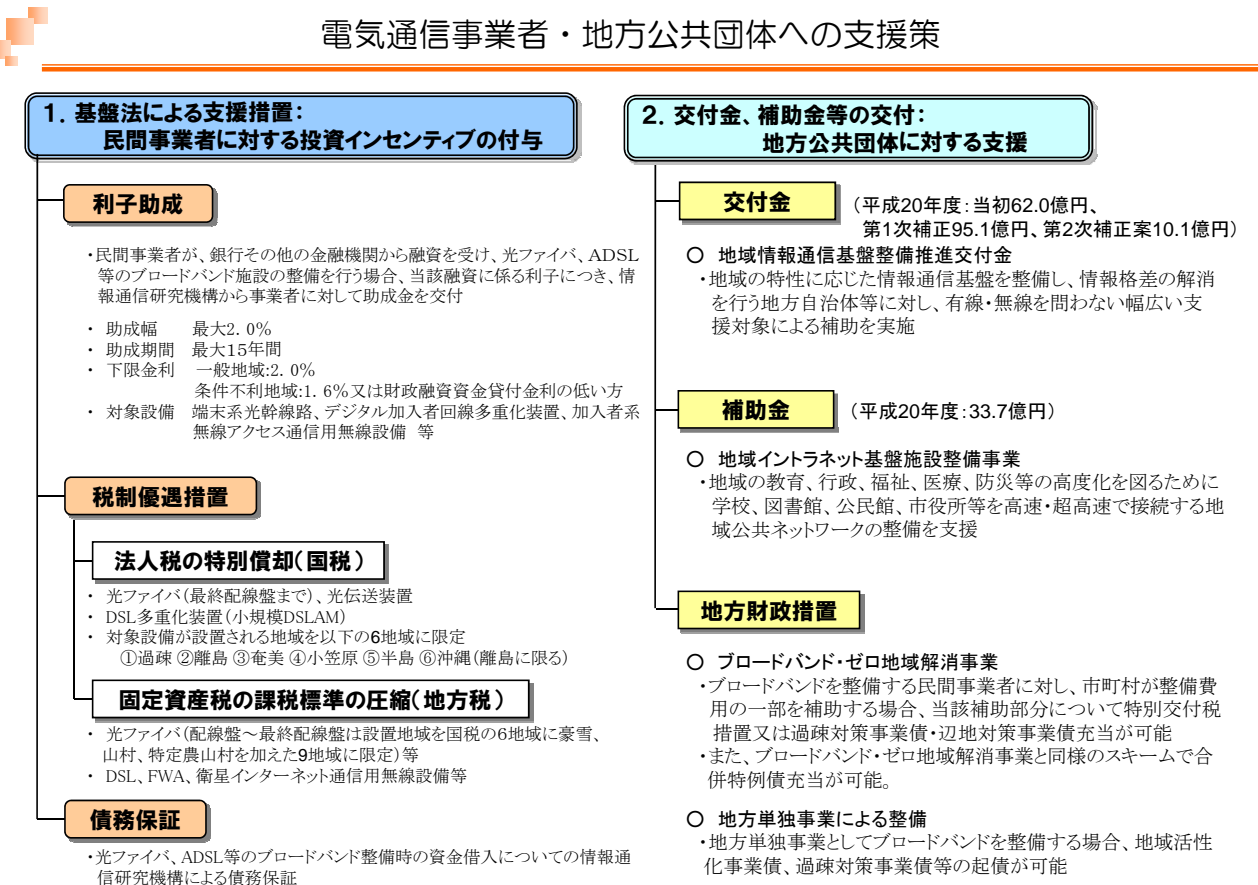 電気通信事業者・地方公共団体への支援策
1．基盤法による支援措置：
民間事業者に対する投資インセンティブの付与
利子助成
・民間事業者が、銀行その他の金融機関から融資を受け、光ファイバ、ADSL
等のブロードバンド施設の整備を行う場合、当該融資に係る利子につき、情
報通信研究機構から事業者に対して助成金を交付
・ 助成幅　　最大2．0％
・ 助成期間　最大15年間
・ 下限金利　一般地域：2．0％
条件不利地域：1．6％又は財政融資資金貸付金利の低い方
・ 対象設備　端末系光幹線路、デジタル加入者回線多重化装置、加入者系
無線アクセス通信用無線設備　等
税制優遇措置
法人税の特別償却（国税）
・ 光ファイバ（最終配線盤まで）、光伝送装置
・ DSL多重化装置（小規模DSLAM）
・ 対象設備が設置される地域を以下の6地域に限定
①過疎 ②離島 ③奄美 ④小笠原 ⑤半島 ⑥沖縄（離島に限る）
固定資産税の課税標準の圧縮（地方税）
・ 光ファイバ（配線盤～最終配線盤は設置地域を国税の6地域に豪雪、
山村、特定農山村を加えた9地域に限定）等
・ DSL、FWA、衛星インターネット通信用無線設備等
債務保証
・光ファイバ、ADSL等のブロードバンド整備時の資金借入についての情報通
信研究機構による債務保証
2．交付金、補助金等の交付：
地方公共団体に対する支援
交付金
（平成20年度：当初62.0億円、
第1次補正95.1億円、第2次補正案10.1億円）
○ 地域情報通信基盤整備推進交付金
・地域の特性に応じた情報通信基盤を整備し、情報格差の解消
を行う地方自治体等に対し、有線・無線を問わない幅広い支
援対象による補助を実施
補助金
（平成20年度：33.7億円）
○ 地域イントラネット基盤施設整備事業
・地域の教育、行政、福祉、医療、防災等の高度化を図るために
学校、図書館、公民館、市役所等を高速・超高速で接続する地
域公共ネットワークの整備を支援
地方財政措置
○ ブロードバンド・ゼロ地域解消事業
・ブロードバンドを整備する民間事業者に対し、市町村が整備費
用の一部を補助する場合、当該補助部分について特別交付税
措置又は過疎対策事業債・辺地対策事業債充当が可能
・また、ブロードバンド・ゼロ地域解消事業と同様のスキームで合
併特例債充当が可能。
○ 地方単独事業による整備
・地方単独事業としてブロードバンドを整備する場合、地域活性
化事業債、過疎対策事業債等の起債が可能